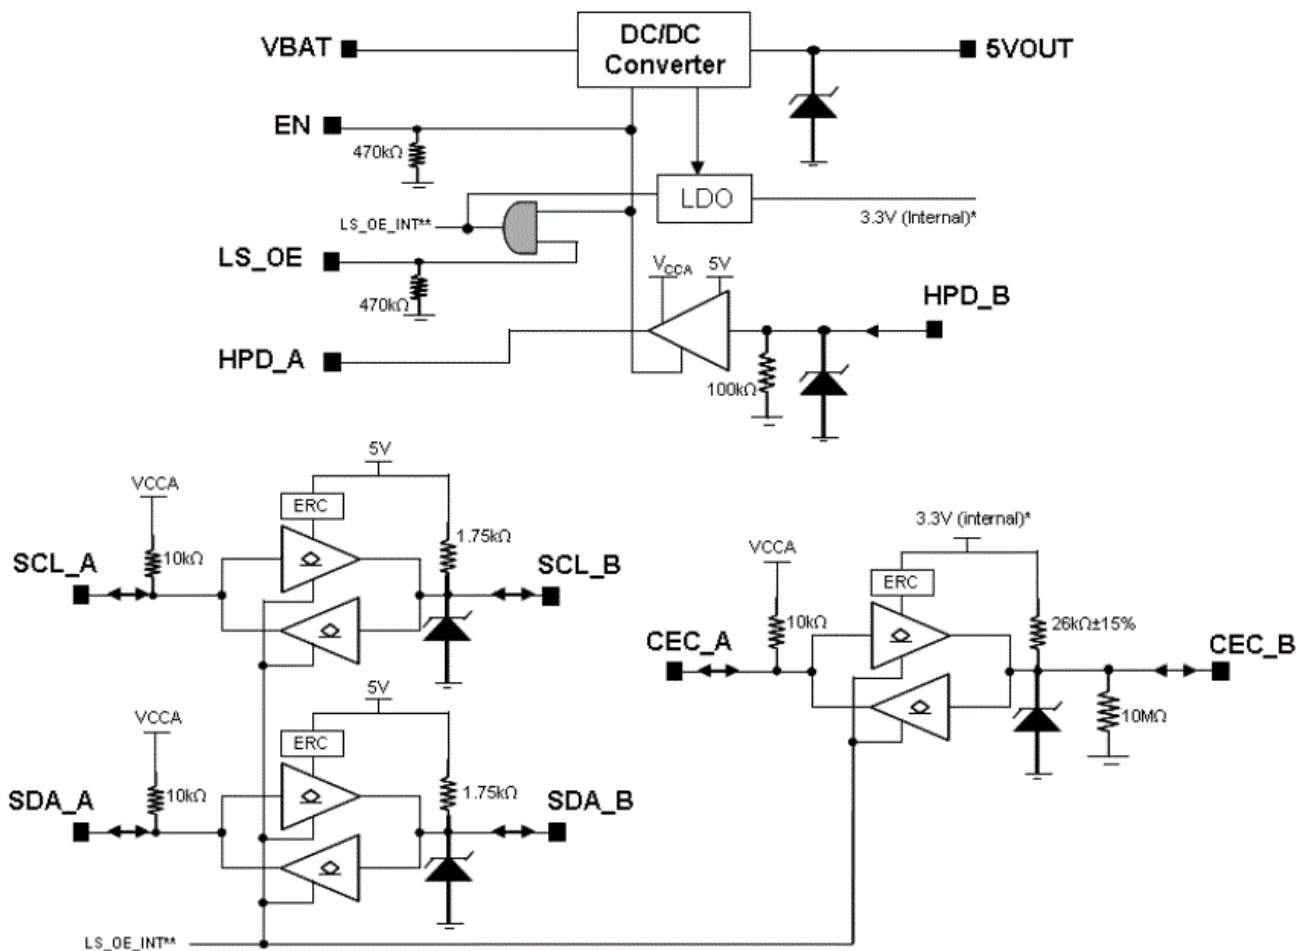 DC/DC
Converter
VBAT
5VOUT
EN
470kΩ
LDO
LS_OE_INT**
3.3V (Internal)*
LS_OE
470kΩ
VCCA
5V
HPD_B
HPD_A
100kΩ
5V
VCCA
ERC
1.75kΩ
10kΩ
SCL_A
SCL_B
3.3V (internal)*
VCCA
ERC
10kΩ
26kΩ±15%
CEC_A
CEC_B
10MΩ
5V
VCCA
ERC
10kΩ
1.75kΩ
SDA_A
SDA_B
LS_OE_INT**